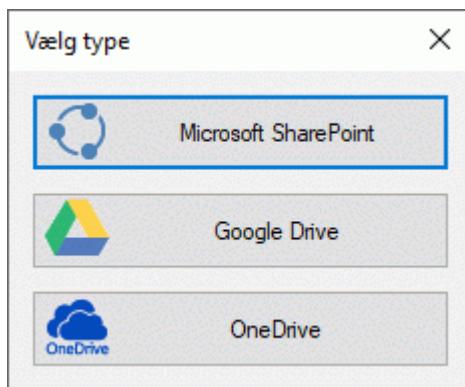 Vælg type
Microsoft SharePoint
Google Drive
OneDrive
OneDrive